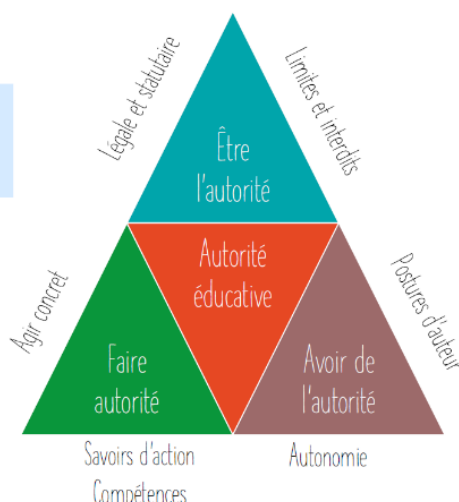 Légale et statutaire
Limites et interdits
Être
l'autorité
Autorité
éducative
Agir concret
Postures d'auteur
Faire
autorité
Avoir de
l'autorité
Savoirs d'action
Compétences
Autonomie